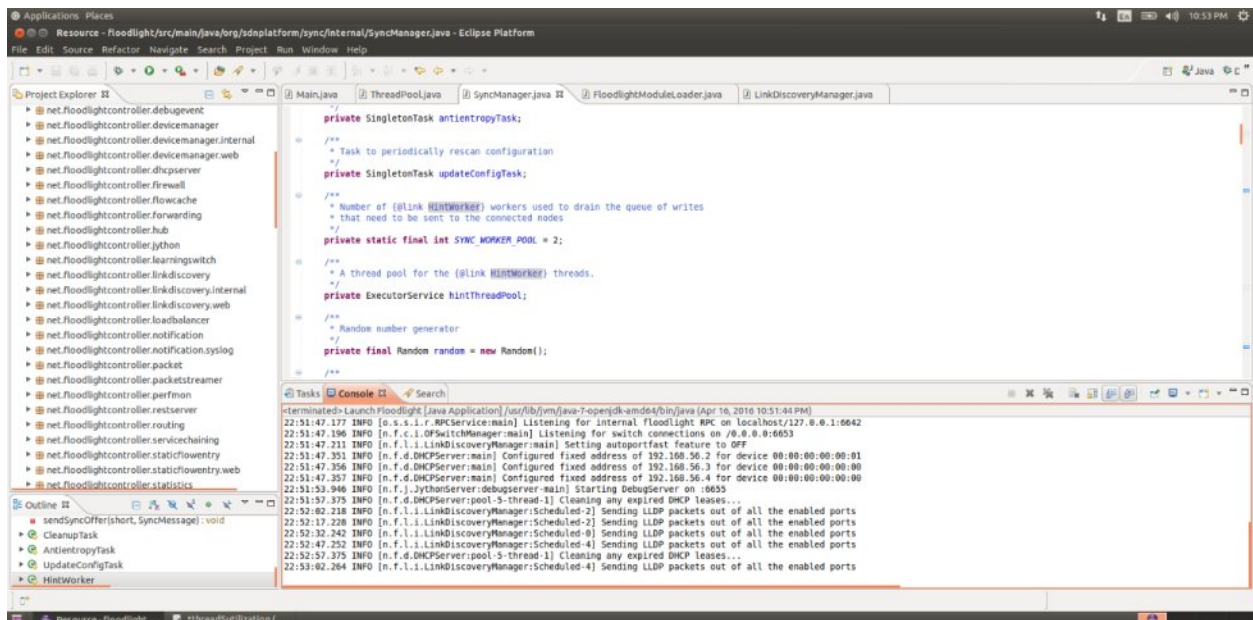 Applications Places
EN 10:53 PM
Resource - floodlight/src/main/java/org/sdnplatform/sync/internal/SyncManager.java - Eclipse Platform
File Edit Source Refactor Navigate Search Project Run Window Help
Java
Project Explorer
net.floodlightcontroller.debugevent
net.floodlightcontroller.devicemanager
net.floodlightcontroller.devicemanager.internal
net.floodlightcontroller.devicemanager.web
net.floodlightcontroller.dhcpserver
net.floodlightcontroller.firewall
net.floodlightcontroller.flowcache
net.floodlightcontroller.forwarding
net.floodlightcontroller.hub
net.floodlightcontroller.jython
net.floodlightcontroller.learningswitch
net.floodlightcontroller.linkdiscovery
net.floodlightcontroller.linkdiscovery.internal
net.floodlightcontroller.linkdiscovery.web
net.floodlightcontroller.loadbalancer
net.floodlightcontroller.notification
net.floodlightcontroller.notification.syslog
net.floodlightcontroller.packet
net.floodlightcontroller.packetstreamer
net.floodlightcontroller.perfmon
net.floodlightcontroller.restserver
net.floodlightcontroller.routing
net.floodlightcontroller.servicechaining
net.floodlightcontroller.staticflowentry
net.floodlightcontroller.staticflowentry.web
net.floodlightcontroller.statistics
Outline
sendSyncOffer(short, SyncMessage) : void
CleanupTask
AntientropyTask
UpdateConfigTask
HintWorker
Main.java ThreadPool.java SyncManager.java FloodlightModuleLoader.java LinkDiscoveryManager.java
*/
private SingletonTask antientropyTask;
/**
* Task to periodically rescan configuration
*/
private SingletonTask updateConfigTask;
/**
* Number of {@link HintWorker} workers used to drain the queue of writes
* that need to be sent to the connected nodes
*/
private static final int SYNC_WORKER_POOL = 2;
/**
* A thread pool for the {@link HintWorker} threads.
*/
private ExecutorService hintThreadPool;
/**
* Random number generator
*/
private final Random random = new Random();
/**
Tasks Console Search
<terminated> Launch Floodlight [Java Application] /usr/lib/jvm/java-7-openjdk-amd64/bin/java (Apr 16, 2016 10:51:44 PM)
22:51:47.177 INFO [o.s.s.i.r.RPCService:main] Listening for internal floodlight RPC on localhost/127.0.0.1:6642
22:51:47.196 INFO [n.f.c.i.OFSwitchManager:main] Listening for switch connections on /0.0.0.0:6653
22:51:47.211 INFO [n.f.l.i.LinkDiscoveryManager:main] Setting autoportfast feature to OFF
22:51:47.351 INFO [n.f.d.DHCPServer:main] Configured fixed address of 192.168.56.2 for device 00:00:00:00:00:01
22:51:47.356 INFO [n.f.d.DHCPServer:main] Configured fixed address of 192.168.56.3 for device 00:00:00:00:00:00
22:51:47.357 INFO [n.f.d.DHCPServer:main] Configured fixed address of 192.168.56.4 for device 00:00:00:00:00:00
22:51:53.946 INFO [n.f.j.JythonServer:debugserver-main] Starting DebugServer on :6655
22:51:57.375 INFO [n.f.d.DHCPServer:pool-5-thread-1] Cleaning any expired DHCP leases...
22:52:02.218 INFO [n.f.l.i.LinkDiscoveryManager:Scheduled-2] Sending LLDP packets out of all the enabled ports
22:52:17.228 INFO [n.f.l.i.LinkDiscoveryManager:Scheduled-2] Sending LLDP packets out of all the enabled ports
22:52:32.242 INFO [n.f.l.i.LinkDiscoveryManager:Scheduled-0] Sending LLDP packets out of all the enabled ports
22:52:47.252 INFO [n.f.l.i.LinkDiscoveryManager:Scheduled-4] Sending LLDP packets out of all the enabled ports
22:52:57.375 INFO [n.f.d.DHCPServer:pool-5-thread-1] Cleaning any expired DHCP leases...
22:53:02.264 INFO [n.f.l.i.LinkDiscoveryManager:Scheduled-4] Sending LLDP packets out of all the enabled ports